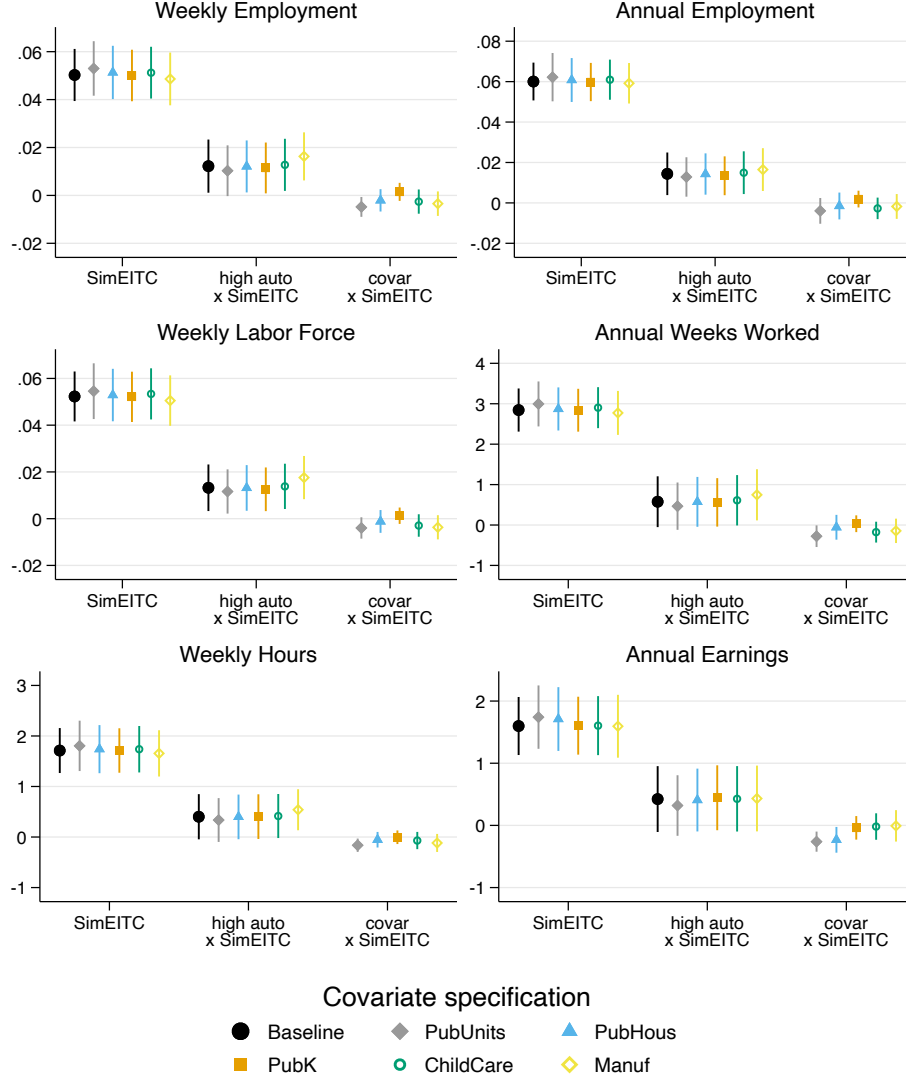 Weekly Employment
.06
.04
.02
0
-.02
SimEITC
high auto
x SimEITC
covar
x SimEITC
Annual Employment
.08
.06
.04
.02
0
-.02
SimEITC
high auto
x SimEITC
covar
x SimEITC
Weekly Labor Force
.06
.04
.02
0
-.02
SimEITC
high auto
x SimEITC
covar
x SimEITC
Annual Weeks Worked
4
3
2
1
0
-1
SimEITC
high auto
x SimEITC
covar
x SimEITC
Weekly Hours
3
2
1
0
-1
SimEITC
high auto
x SimEITC
covar
x SimEITC
Annual Earnings
2
1
0
-1
SimEITC
high auto
x SimEITC
covar
x SimEITC
Covariate specification
Baseline PubUnits PubHous
PubK ChildCare Manuf